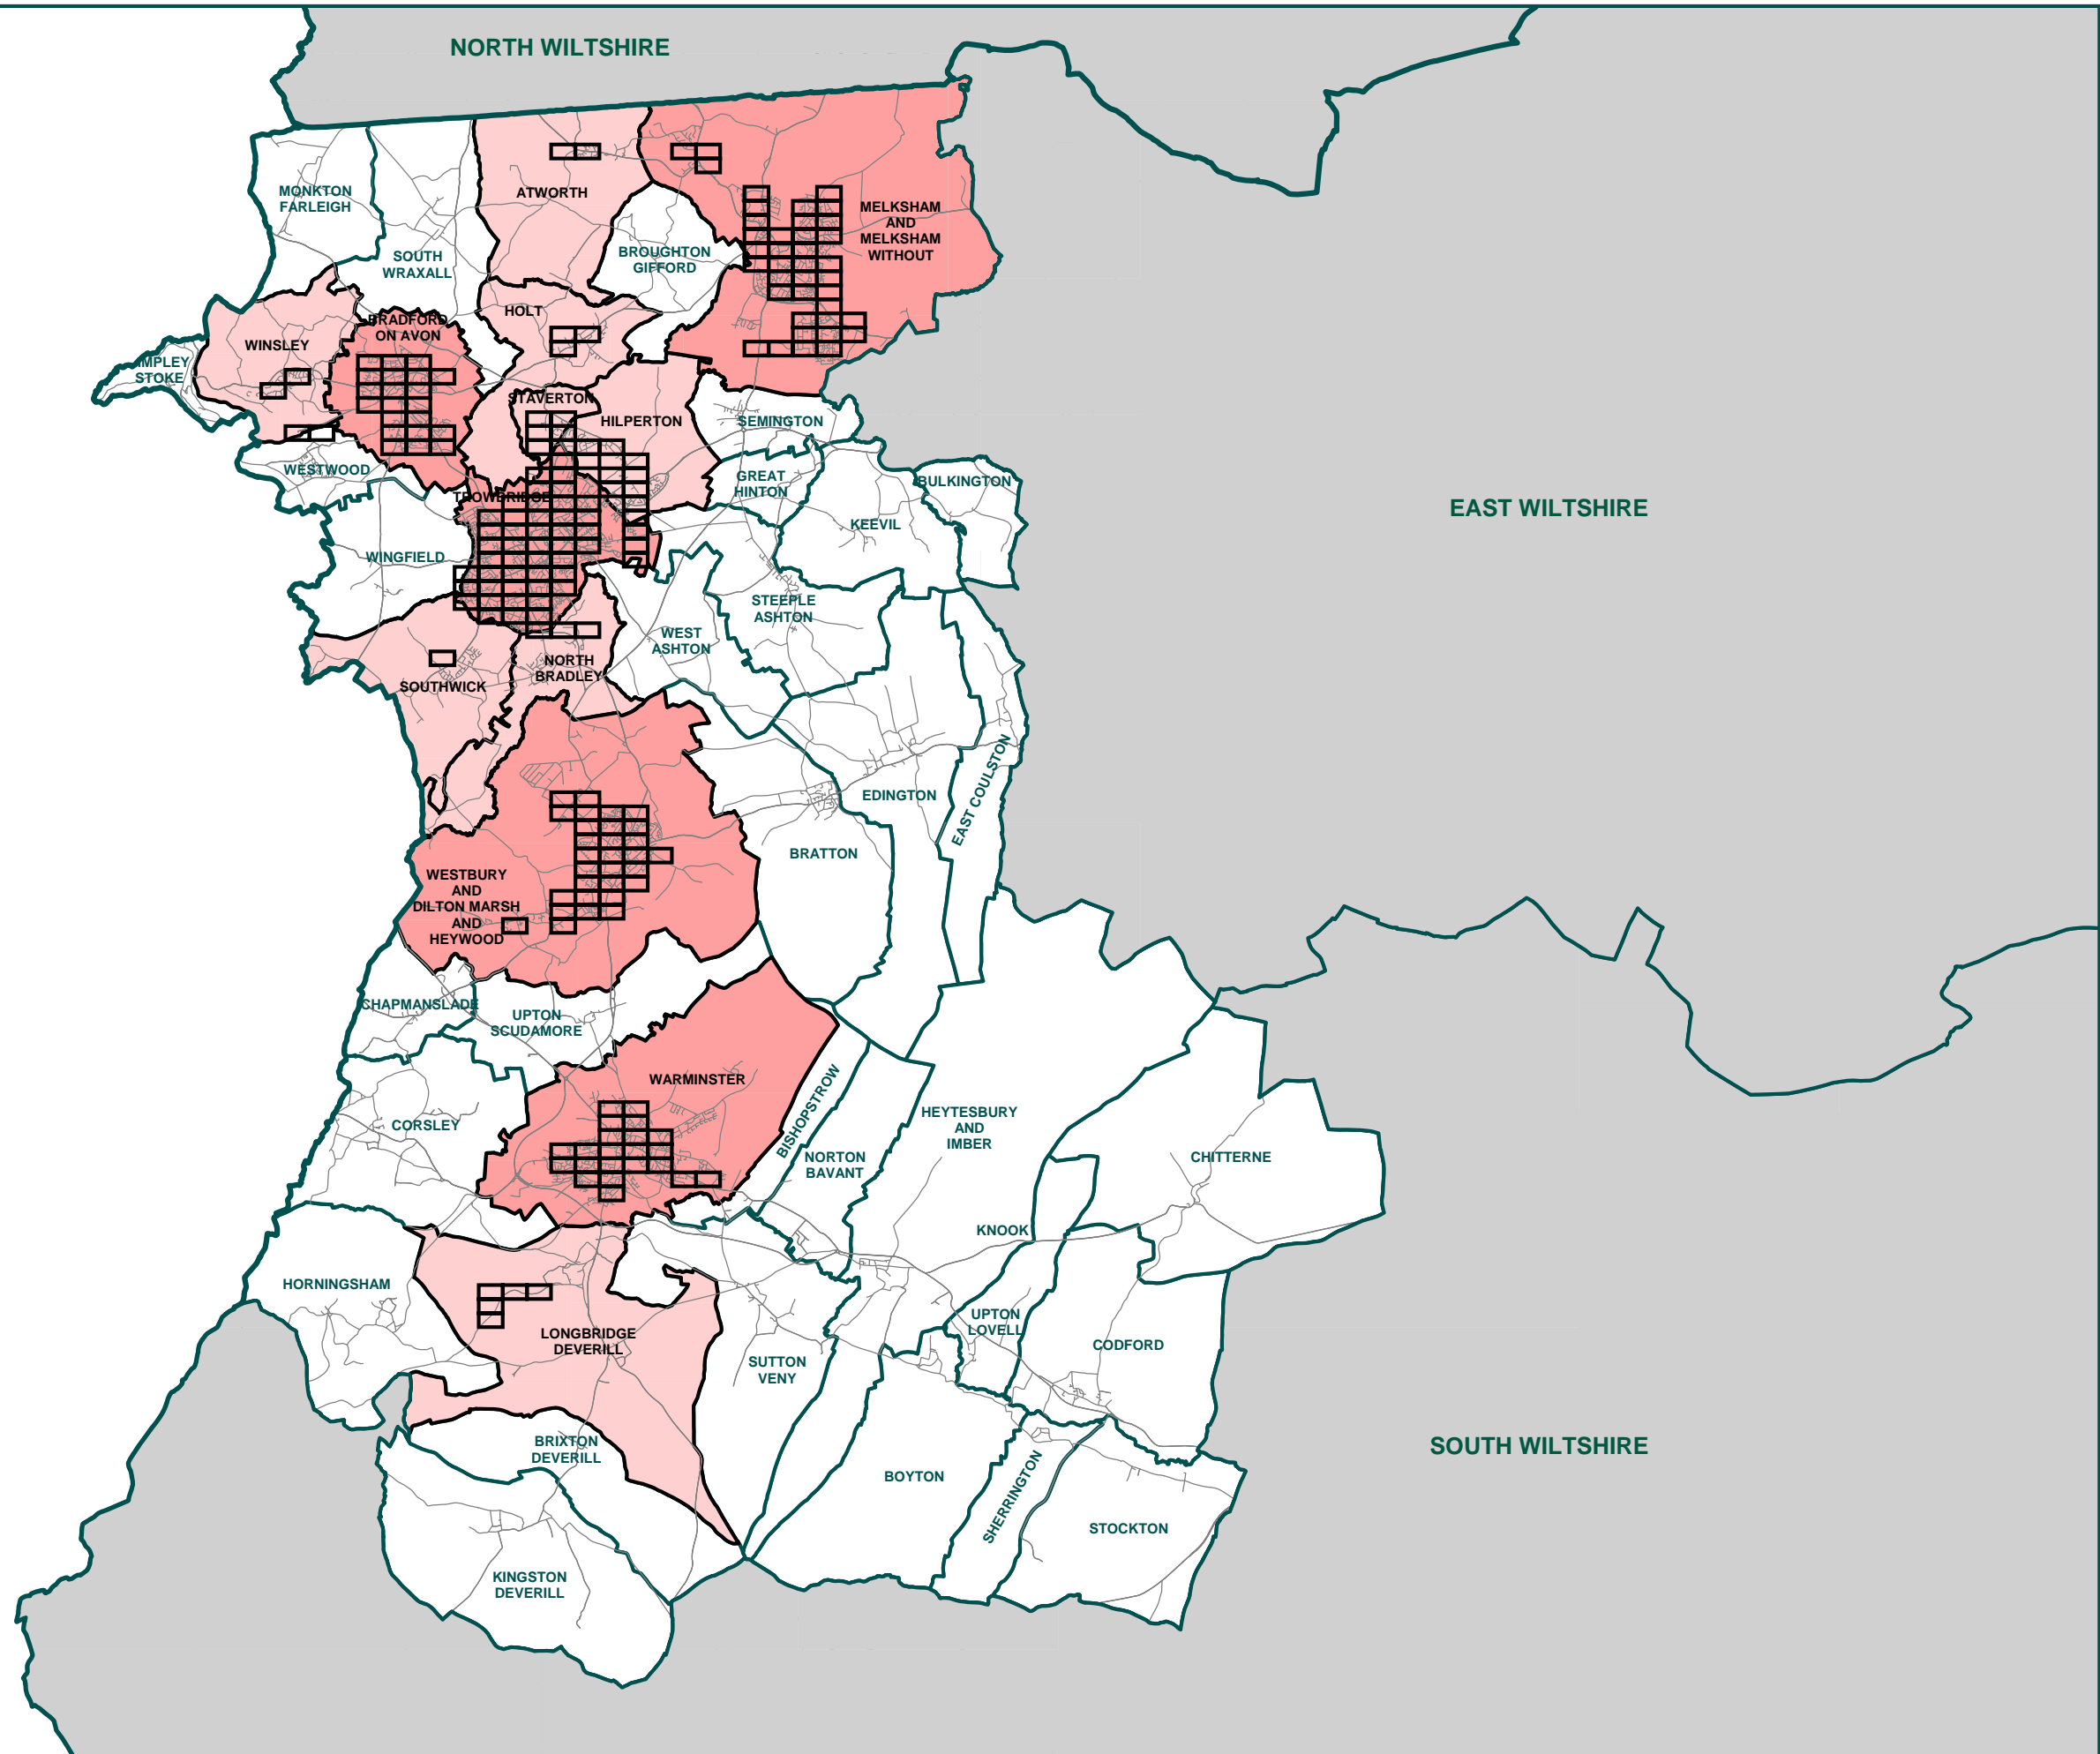 NORTH WILTSHIRE
MONKTON
FARLEIGH
ATWORTH
MELKSHAM
AND
MELKSHAM
WITHOUT
SOUTH
WRAXALL
BROUGHTON
GIFFORD
HOLT
BRADFORD
ON AVON
WINSLEY
IMPLEY
STOKE
STAVERTON
HILPERTON
SEMINGTON
WESTWOOD
GREAT
HINTON
BULKINGTON
TROWBRIDGE
KEEVIL
EAST WILTSHIRE
WINGFIELD
STEEPLE
ASHTON
WEST
ASHTON
NORTH
BRADLEY
SOUTHWICK
EDINGTON
EAST COULSTON
BRATTON
WESTBURY
AND
DILTON MARSH
AND
HEYWOOD
CHAPMANSLADE
UPTON
SCUDAMORE
WARMINSTER
BISHOPSTROW
CORSLEY
HEYTESBURY
AND
IMBER
NORTON
BAVANT
CHITTERNE
KNOOK
HORNINGSHAM
LONGBRIDGE
DEVERILL
UPTON
LOVELL
CODFORD
SUTTON
VENY
BRIXTON
DEVERILL
SOUTH WILTSHIRE
BOYTON
SHERRINGTON
STOCKTON
KINGSTON
DEVERILL